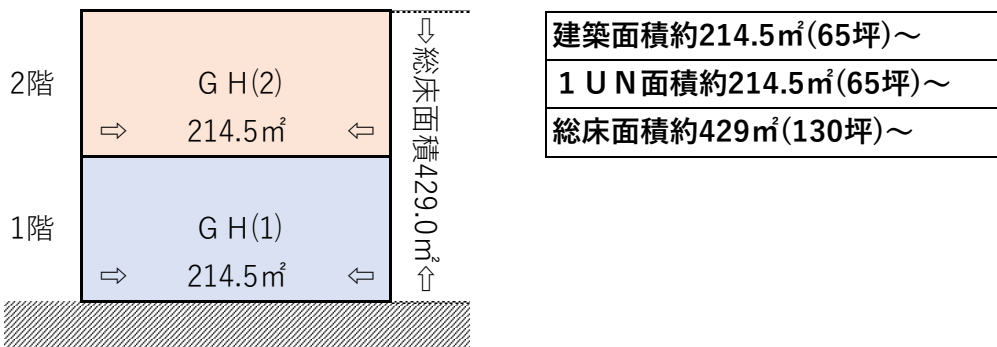 2階
ＧＨ(2)
⇨ 214.5㎡ ⇦
1階
ＧＨ(1)
⇨ 214.5㎡ ⇦
⇨総床面積429.0㎡⇦
建築面積約214.5㎡(65坪)～
１ＵＮ面積約214.5㎡(65坪)～
総床面積約429㎡(130坪)～